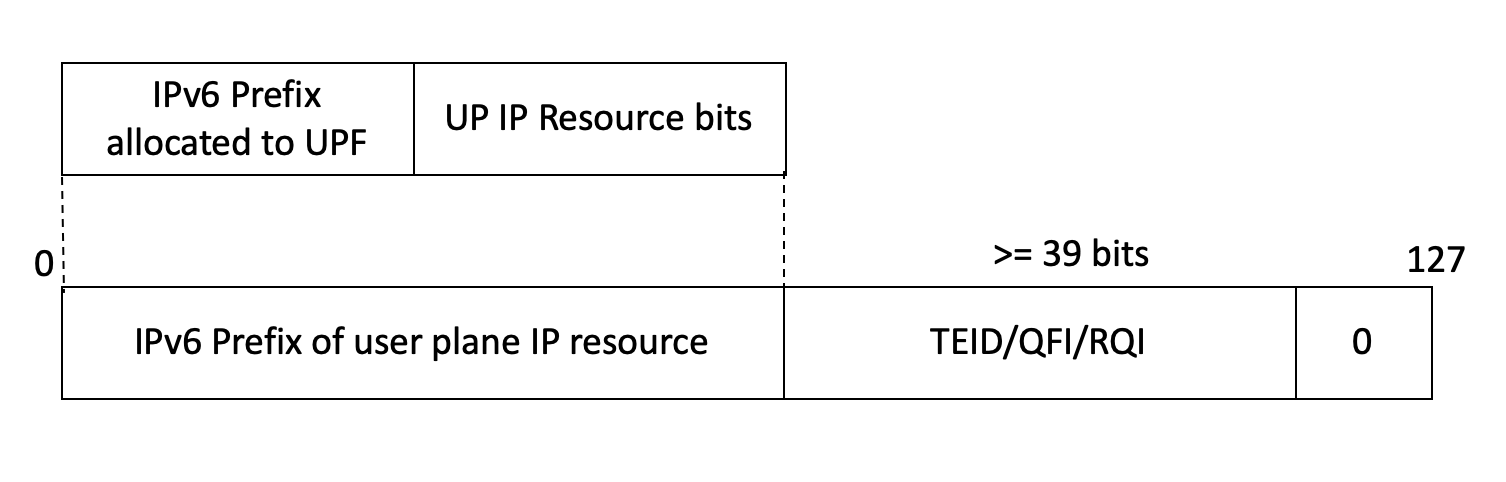 IPv6 Prefix
allocated to UPF
UP IP Resource bits
0
>= 39 bits
127
IPv6 Prefix of user plane IP resource
TEID/QFI/RQI
0